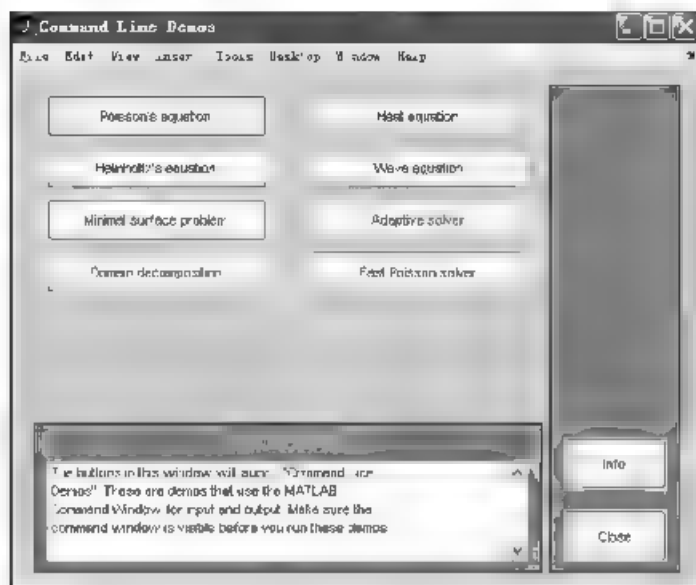 Command Line Demos
File Edit View Insert Tools Desktop Window Help
Poisson's equation
Heat equation
Helmholtz's equation
Wave equation
Minimal surface problem
Adaptive solver
Domain decomposition
Fast Poisson solver
The buttons in this window will "Command Line
Demos". These are demos that use the MATLAB
Command Window for input and output. Make sure the
command window is visible before you run these demos.
Info
Close